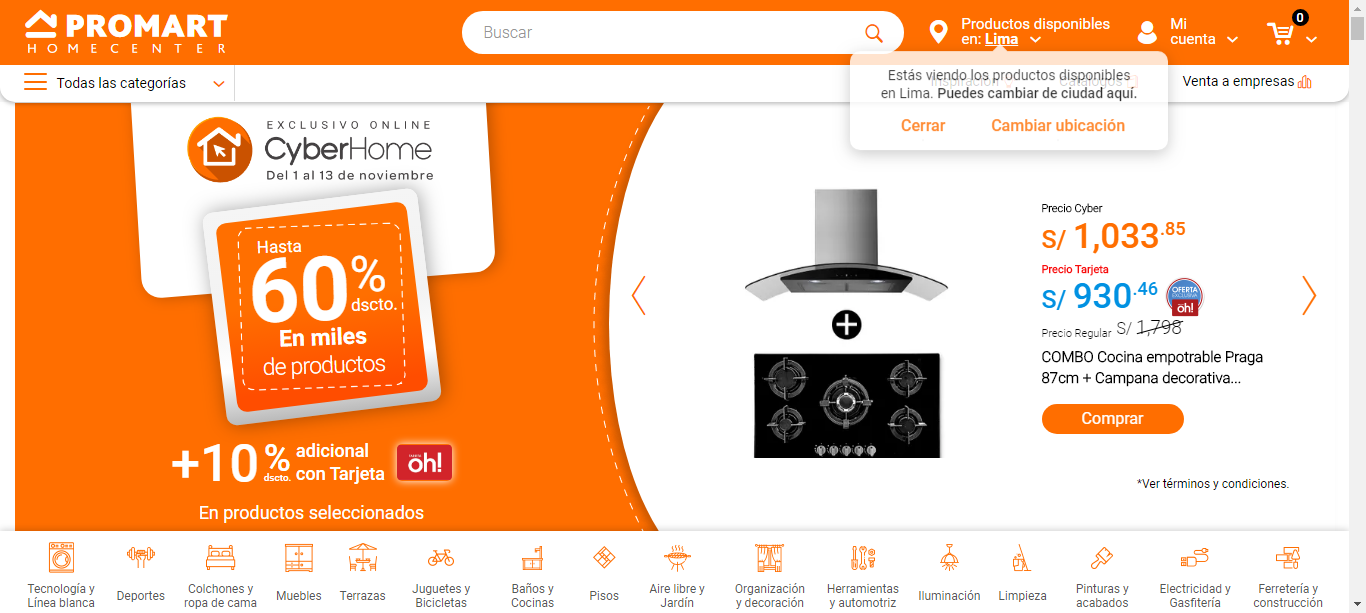 PROMART
HOMECENTER
Buscar
Productos disponibles
en: Lima
Mi
cuenta
0
Todas las categorías
Inspiración
Catálogos
Venta a empresas
Estás viendo los productos disponibles
en Lima. Puedes cambiar de ciudad aquí.
Cerrar
Cambiar ubicación
EXCLUSIVO ONLINE
CyberHome
Del 1 al 13 de noviembre
Hasta
60%
dscto.
En miles
de productos
+10%
dscto.
adicional
con Tarjeta
TARJETA
oh!
En productos seleccionados
Precio Cyber
S/ 1,033.85
Precio Tarjeta
S/ 930.46
OFERTA
EXCLUSIVA
oh!
Precio Regular S/ 1,798
COMBO Cocina empotrable Praga
87cm + Campana decorativa...
Comprar
*Ver términos y condiciones.
Tecnología y
Línea blanca
Deportes
Colchones y
ropa de cama
Muebles
Terrazas
Juguetes y
Bicicletas
Baños y
Cocinas
Pisos
Aire libre y
Jardín
Organización
y decoración
Herramientas
y automotriz
Iluminación
Limpieza
Pinturas y
acabados
Electricidad y
Gasfitería
Ferretería y
construcción